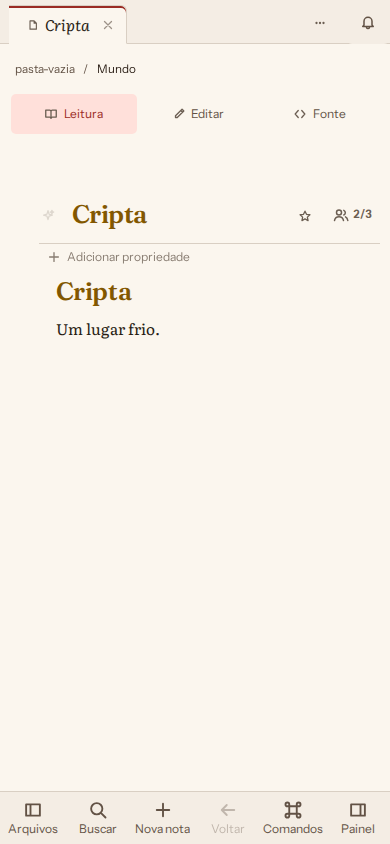 Cripta
pasta-vazia / Mundo
Leitura Editar Fonte
Cripta 2/3
Adicionar propriedade
Cripta
Um lugar frio.
Arquivos Buscar Nova nota Voltar Comandos Painel